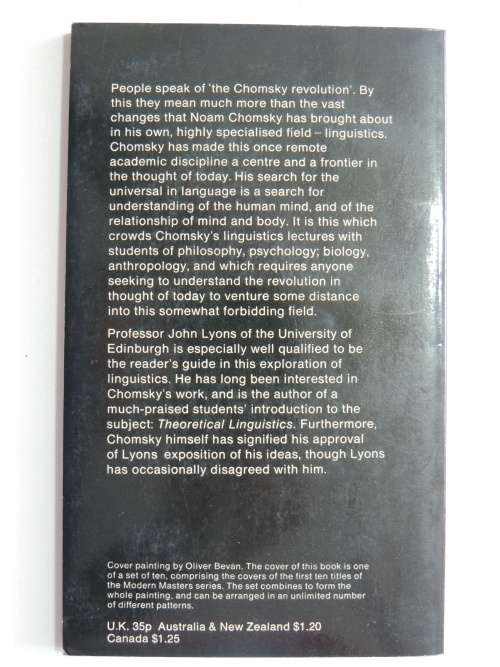 People speak of 'the Chomsky revolution'. By
this they mean much more than the vast
changes that Noam Chomsky has brought about
in his own, highly specialised field – linguistics.
Chomsky has made this once remote
academic discipline a centre and a frontier in
the thought of today. His search for the
universal in language is a search for
understanding of the human mind, and of the
relationship of mind and body. It is this which
crowds Chomsky's linguistics lectures with
students of philosophy, psychology; biology,
anthropology, and which requires anyone
seeking to understand the revolution in
thought of today to venture some distance
into this somewhat forbidding field.
Professor John Lyons of the University of
Edinburgh is especially well qualified to be
the reader's guide in this exploration of
linguistics. He has long been interested in
Chomsky's work, and is the author of a
much-praised students' introduction to the
subject: Theoretical Linguistics. Furthermore,
Chomsky himself has signified his approval
of Lyons exposition of his ideas, though Lyons
has occasionally disagreed with him.
Cover painting by Oliver Bevan. The cover of this book is one
of a set of ten, comprising the covers of the first ten titles of
the Modern Masters series. The set combines to form the
whole painting, and can be arranged in an unlimited number
of different patterns.
U.K. 35p Australia & New Zealand $1.20
Canada $1.25